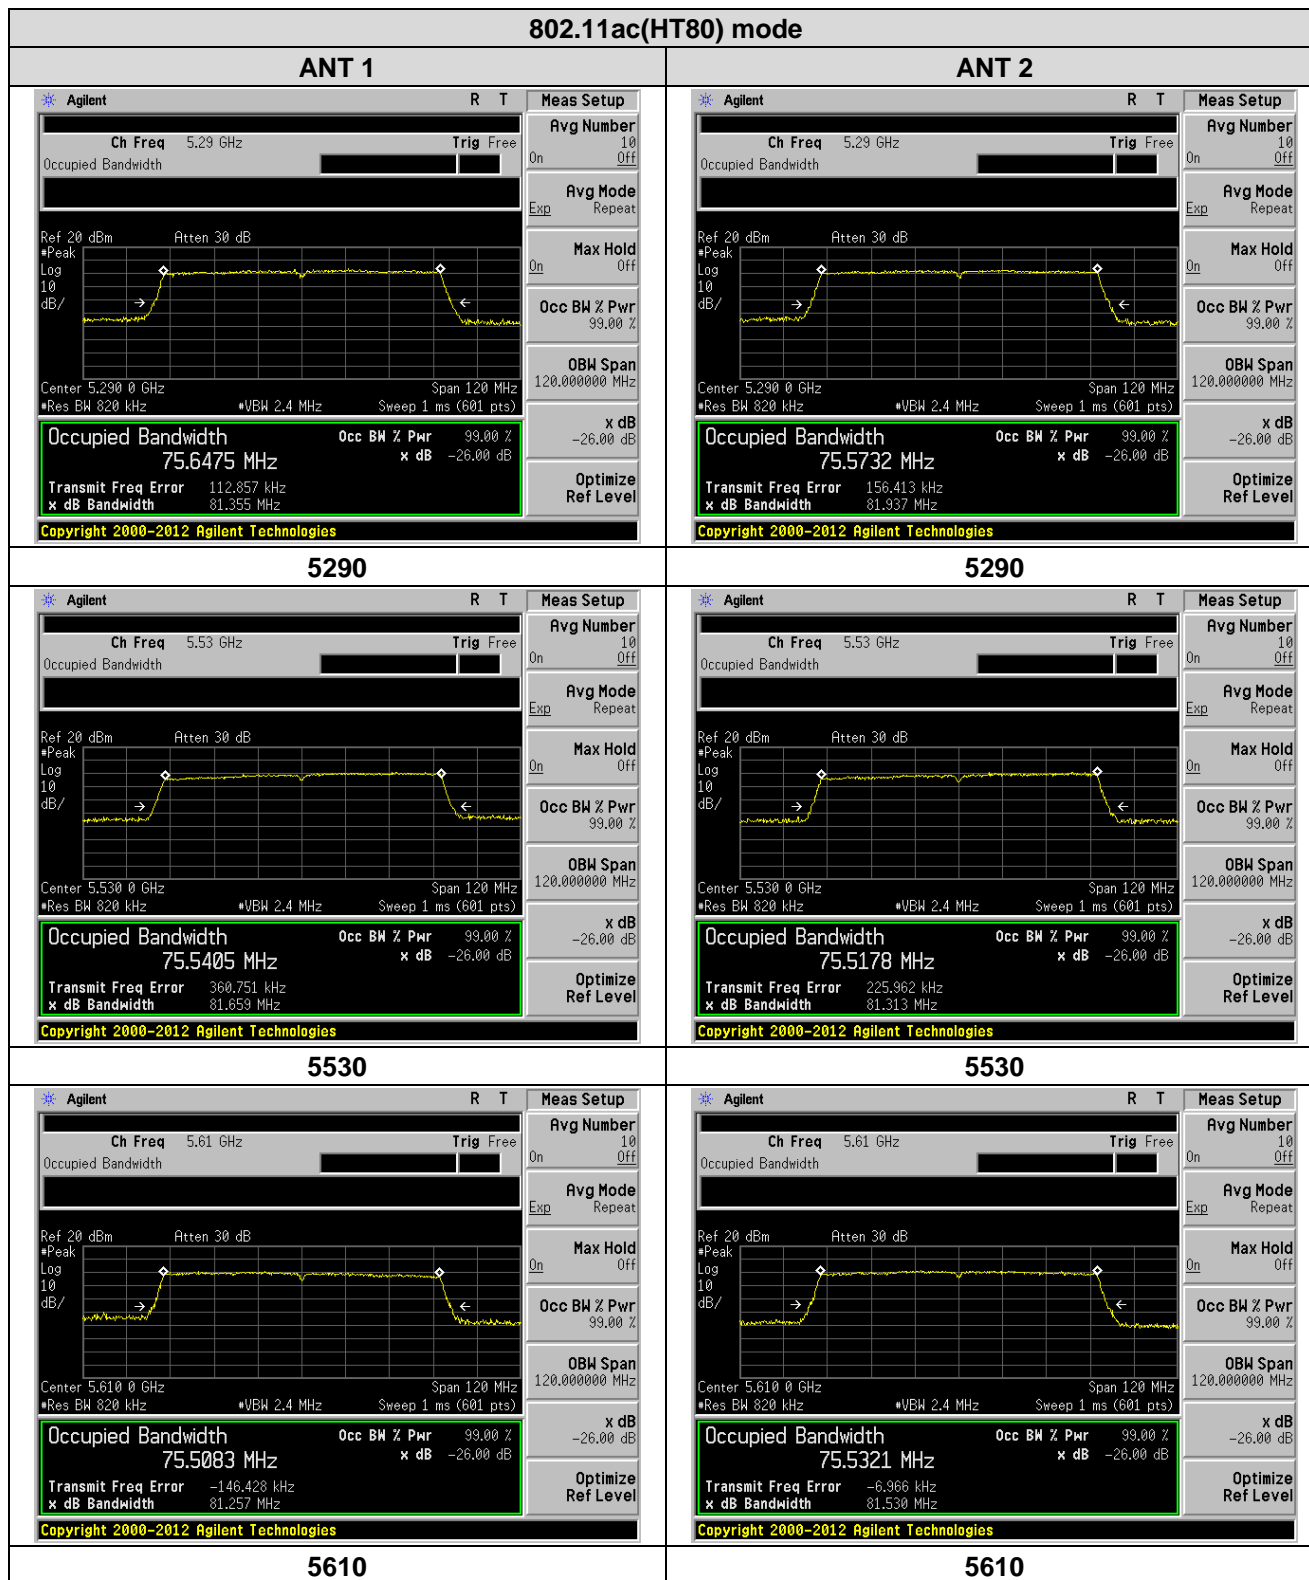 802.11ac(HT80) mode
ANT 1
ANT 2
Agilent R T Meas Setup
Ch Freq 5.29 GHz Trig Free
Occupied Bandwidth
Avg Number
10
On Off
Avg Mode
Exp Repeat
Ref 20 dBm Atten 30 dB
#Peak
Log
10
dB/
Max Hold
On Off
Occ BW % Pwr
99.00 %
OBW Span
120.000000 MHz
Center 5.290 0 GHz Span 120 MHz
#Res BW 820 kHz #VBW 2.4 MHz Sweep 1 ms (601 pts)
x dB
-26.00 dB
Occupied Bandwidth Occ BW % Pwr 99.00 %
75.6475 MHz x dB -26.00 dB
Transmit Freq Error 112.857 kHz
x dB Bandwidth 81.355 MHz
Optimize
Ref Level
Copyright 2000-2012 Agilent Technologies
Agilent R T Meas Setup
Ch Freq 5.29 GHz Trig Free
Occupied Bandwidth
Avg Number
10
On Off
Avg Mode
Exp Repeat
Ref 20 dBm Atten 30 dB
#Peak
Log
10
dB/
Max Hold
On Off
Occ BW % Pwr
99.00 %
OBW Span
120.000000 MHz
Center 5.290 0 GHz Span 120 MHz
#Res BW 820 kHz #VBW 2.4 MHz Sweep 1 ms (601 pts)
x dB
-26.00 dB
Occupied Bandwidth Occ BW % Pwr 99.00 %
75.5732 MHz x dB -26.00 dB
Transmit Freq Error 156.413 kHz
x dB Bandwidth 81.937 MHz
Optimize
Ref Level
Copyright 2000-2012 Agilent Technologies
5290
5290
Agilent R T Meas Setup
Ch Freq 5.53 GHz Trig Free
Occupied Bandwidth
Avg Number
10
On Off
Avg Mode
Exp Repeat
Ref 20 dBm Atten 30 dB
#Peak
Log
10
dB/
Max Hold
On Off
Occ BW % Pwr
99.00 %
OBW Span
120.000000 MHz
Center 5.530 0 GHz Span 120 MHz
#Res BW 820 kHz #VBW 2.4 MHz Sweep 1 ms (601 pts)
x dB
-26.00 dB
Occupied Bandwidth Occ BW % Pwr 99.00 %
75.5405 MHz x dB -26.00 dB
Transmit Freq Error 360.751 kHz
x dB Bandwidth 81.659 MHz
Optimize
Ref Level
Copyright 2000-2012 Agilent Technologies
Agilent R T Meas Setup
Ch Freq 5.53 GHz Trig Free
Occupied Bandwidth
Avg Number
10
On Off
Avg Mode
Exp Repeat
Ref 20 dBm Atten 30 dB
#Peak
Log
10
dB/
Max Hold
On Off
Occ BW % Pwr
99.00 %
OBW Span
120.000000 MHz
Center 5.530 0 GHz Span 120 MHz
#Res BW 820 kHz #VBW 2.4 MHz Sweep 1 ms (601 pts)
x dB
-26.00 dB
Occupied Bandwidth Occ BW % Pwr 99.00 %
75.5178 MHz x dB -26.00 dB
Transmit Freq Error 225.962 kHz
x dB Bandwidth 81.313 MHz
Optimize
Ref Level
Copyright 2000-2012 Agilent Technologies
5530
5530
Agilent R T Meas Setup
Ch Freq 5.61 GHz Trig Free
Occupied Bandwidth
Avg Number
10
On Off
Avg Mode
Exp Repeat
Ref 20 dBm Atten 30 dB
#Peak
Log
10
dB/
Max Hold
On Off
Occ BW % Pwr
99.00 %
OBW Span
120.000000 MHz
Center 5.610 0 GHz Span 120 MHz
#Res BW 820 kHz #VBW 2.4 MHz Sweep 1 ms (601 pts)
x dB
-26.00 dB
Occupied Bandwidth Occ BW % Pwr 99.00 %
75.5083 MHz x dB -26.00 dB
Transmit Freq Error -146.428 kHz
x dB Bandwidth 81.257 MHz
Optimize
Ref Level
Copyright 2000-2012 Agilent Technologies
Agilent R T Meas Setup
Ch Freq 5.61 GHz Trig Free
Occupied Bandwidth
Avg Number
10
On Off
Avg Mode
Exp Repeat
Ref 20 dBm Atten 30 dB
#Peak
Log
10
dB/
Max Hold
On Off
Occ BW % Pwr
99.00 %
OBW Span
120.000000 MHz
Center 5.610 0 GHz Span 120 MHz
#Res BW 820 kHz #VBW 2.4 MHz Sweep 1 ms (601 pts)
x dB
-26.00 dB
Occupied Bandwidth Occ BW % Pwr 99.00 %
75.5321 MHz x dB -26.00 dB
Transmit Freq Error -6.966 kHz
x dB Bandwidth 81.530 MHz
Optimize
Ref Level
Copyright 2000-2012 Agilent Technologies
5610
5610